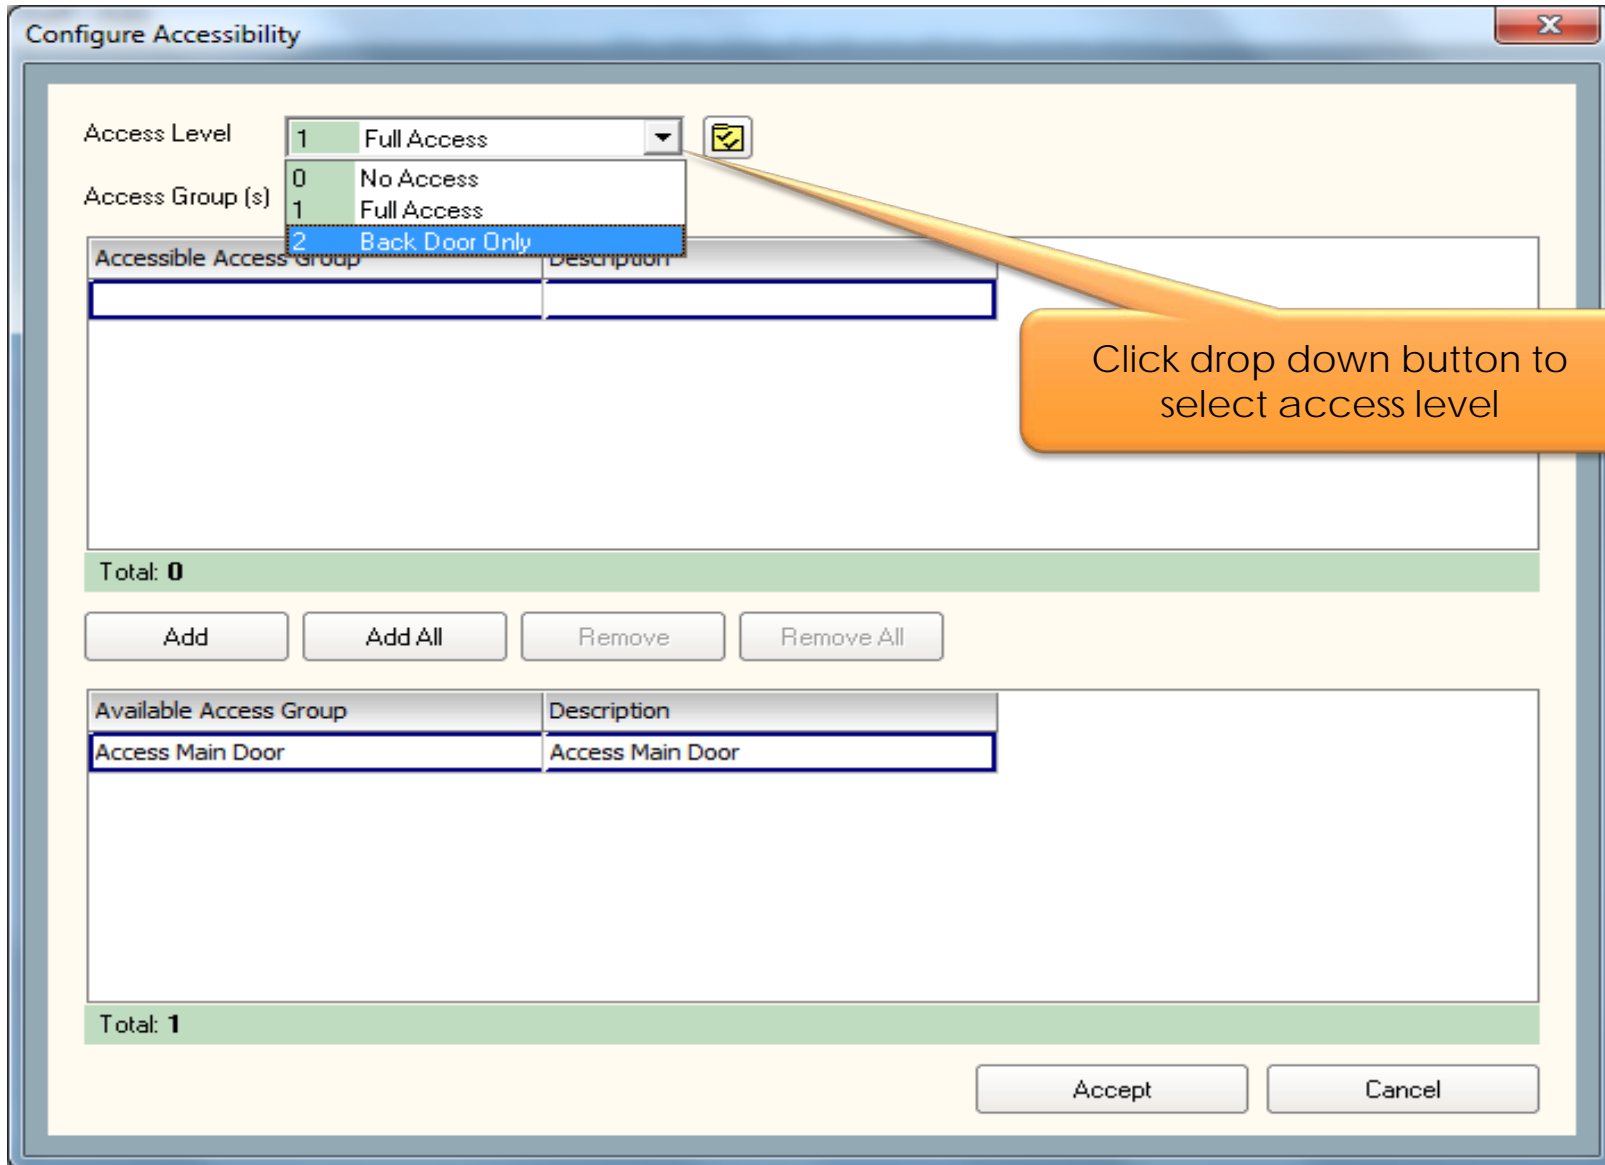 Configure Accessibility
Access Level
1 Full Access
0 No Access
Access Group (s)
1 Full Access
2 Back Door Only
Accessible Access Group Description
Click drop down button to
select access level
Total: 0
Add Add All Remove Remove All
Available Access Group Description
Access Main Door Access Main Door
Total: 1
Accept Cancel